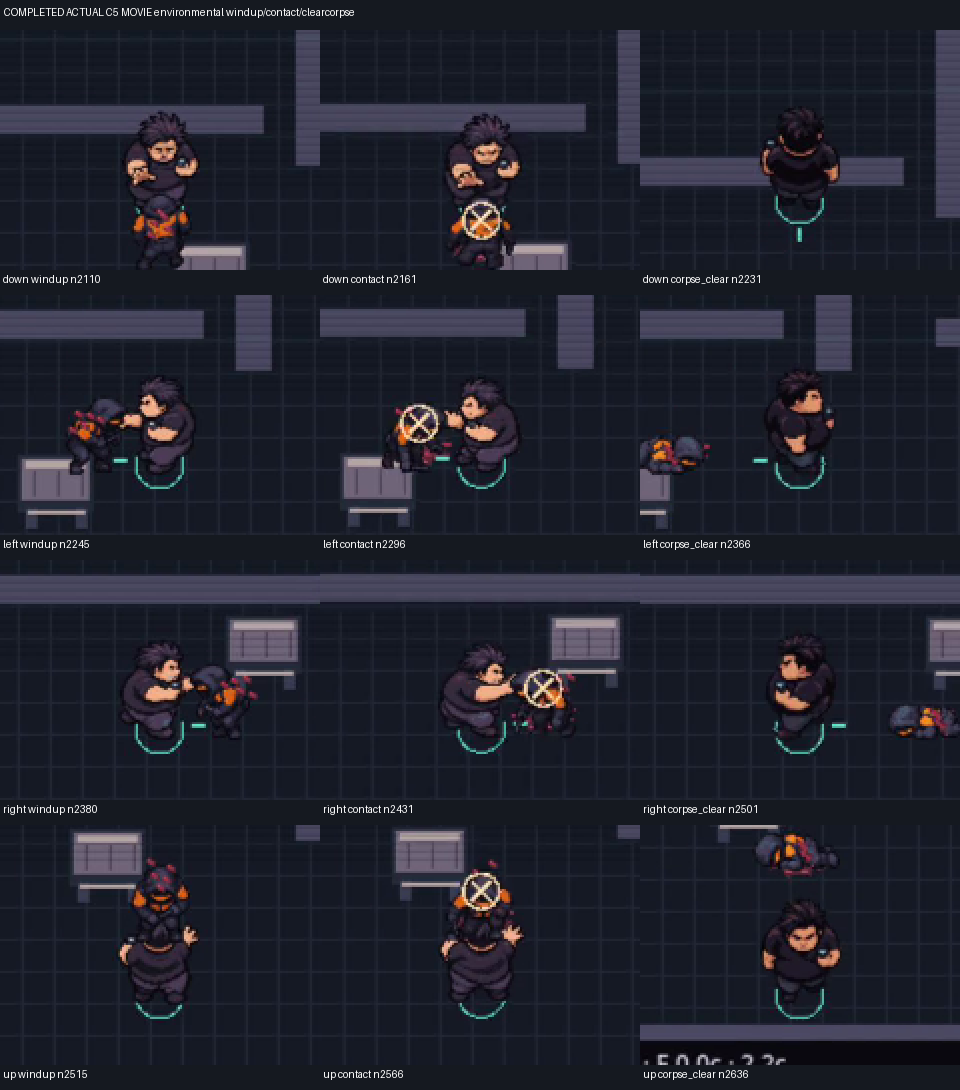 COMPLETED ACTUAL C5 MOVIE environmental windup/contact/clearcorpse
down windup n2110
down contact n2161
down corpse_clear n2231
left windup n2245
left contact n2296
left corpse_clear n2366
right windup n2380
right contact n2431
right corpse_clear n2501
up windup n2515
up contact n2566
up corpse_clear n2636